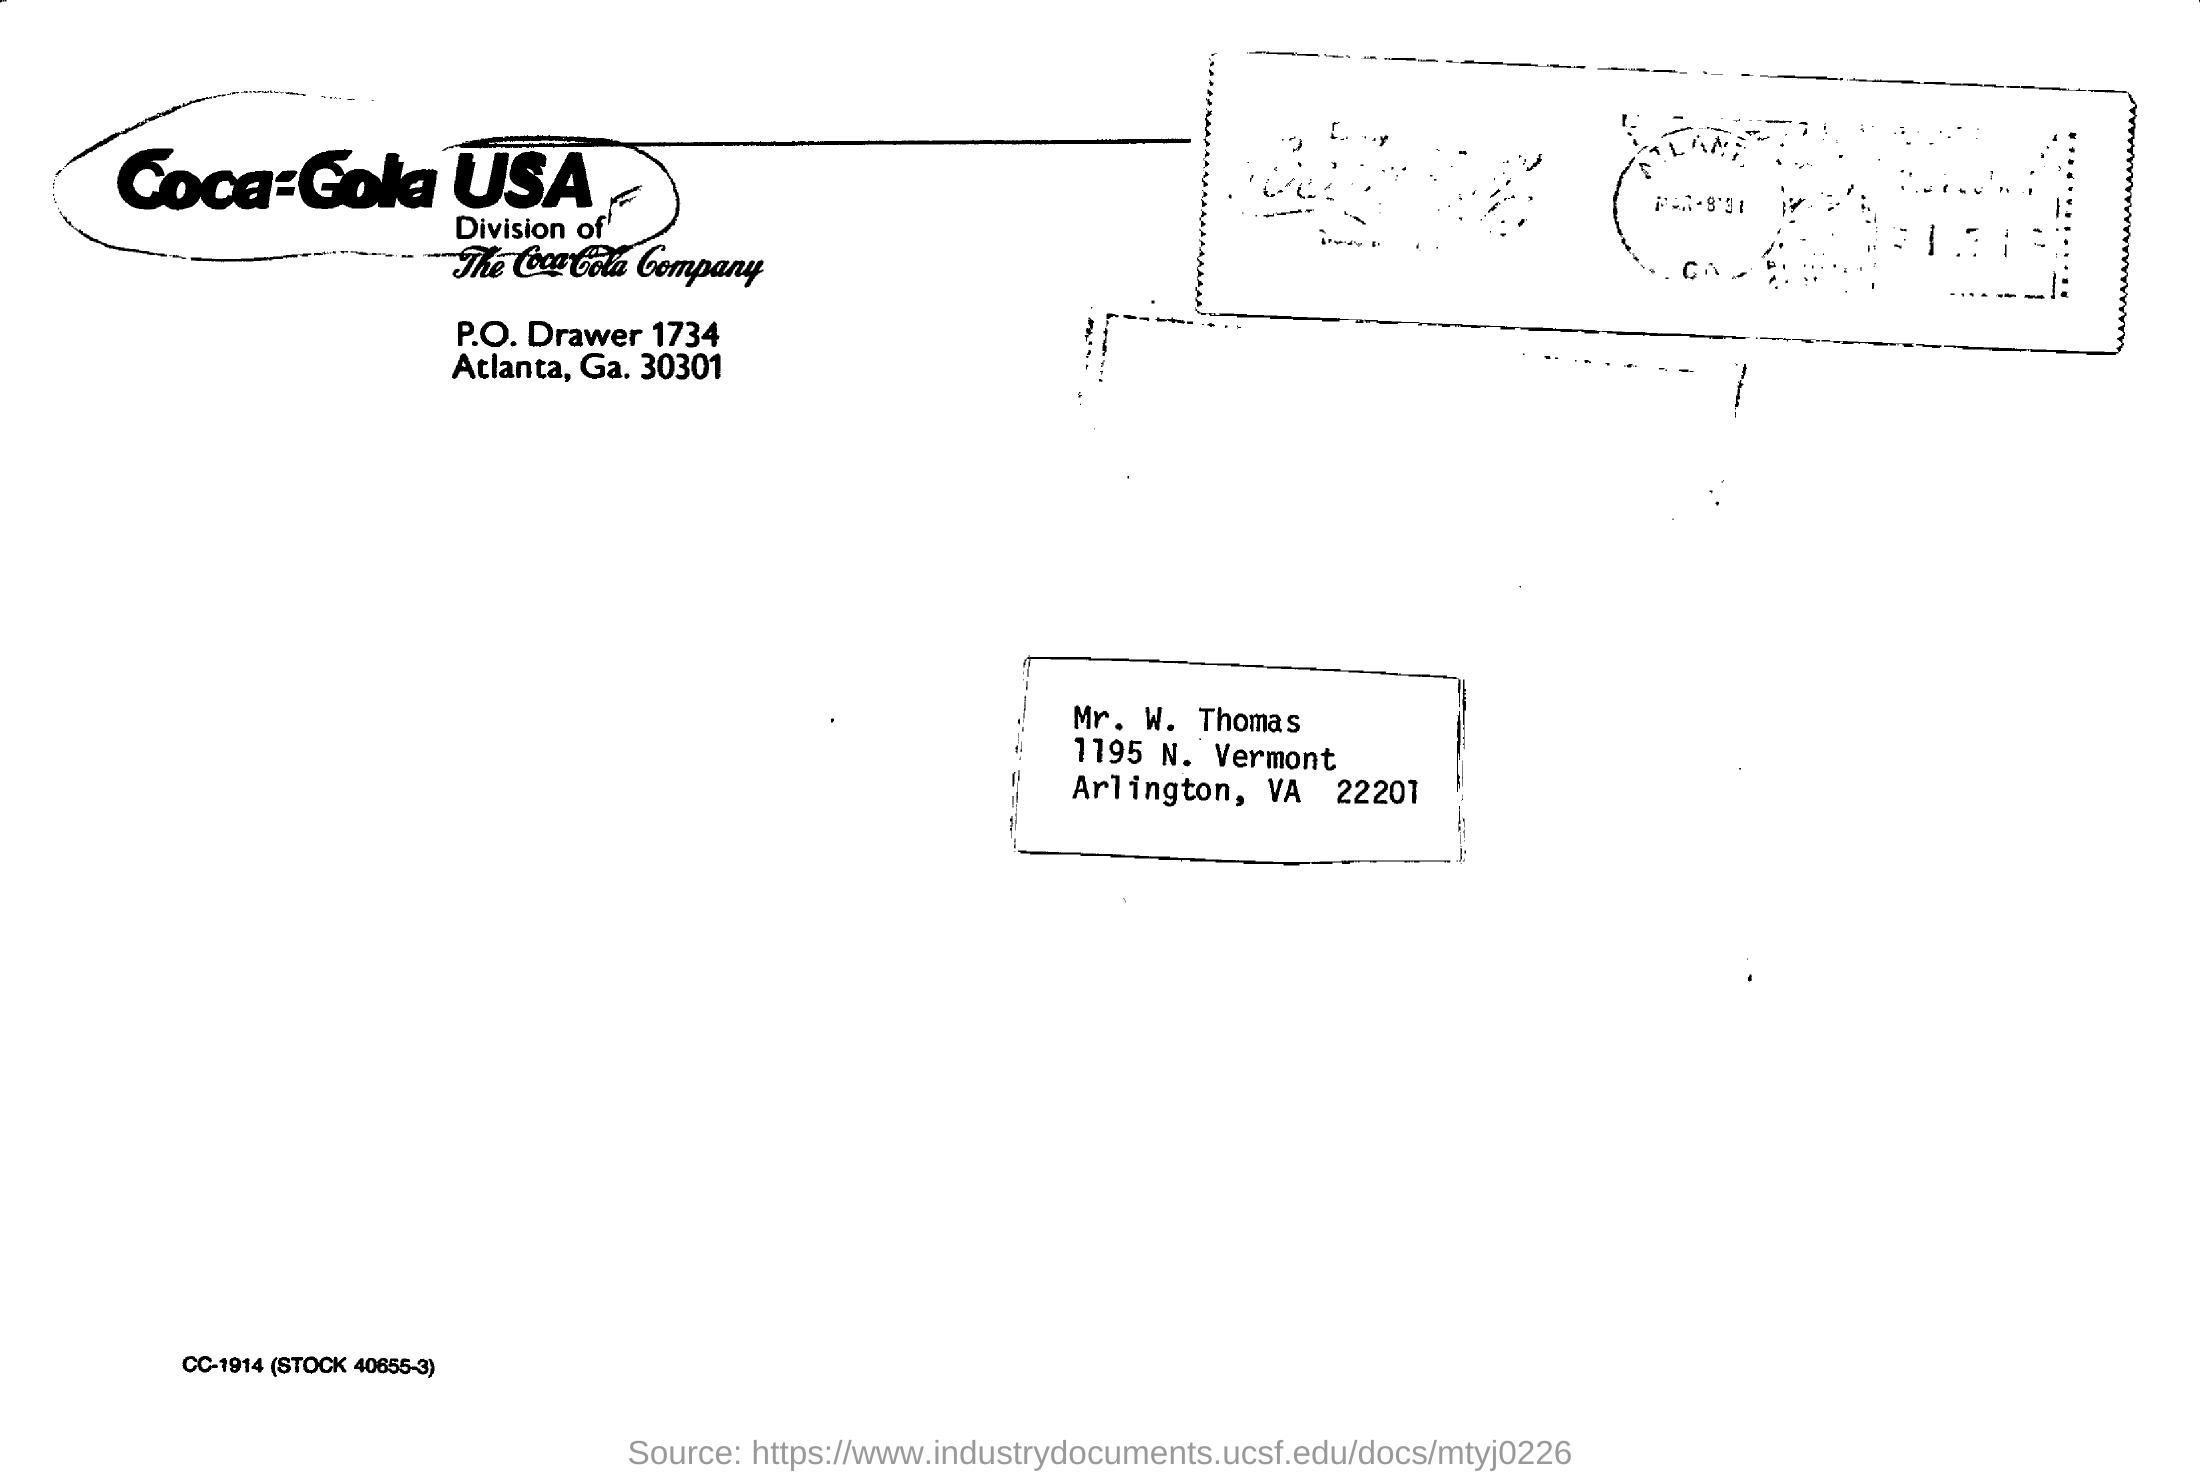 Coca-Cola USA
Division of
The Coca-Cola Company
P.O. Drawer 1734
Atlanta, Ga. 30301
Mr. W. Thomas
1195 N. Vermont
Arlington, VA 22201
CC-1914 (STOCK 40655-3)
Source: https://www.industrydocuments.ucsf.edu/docs/mtyj0226